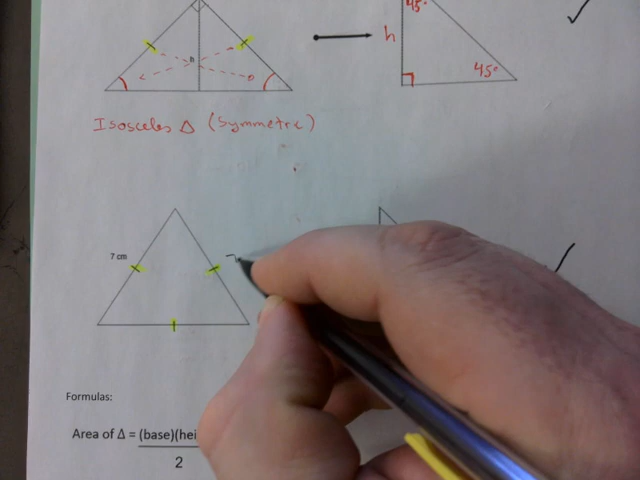 45°
h
h
45°
Isosceles Δ (Symmetric)
7 cm
Formulas:
Area of Δ = (base)(hei
2